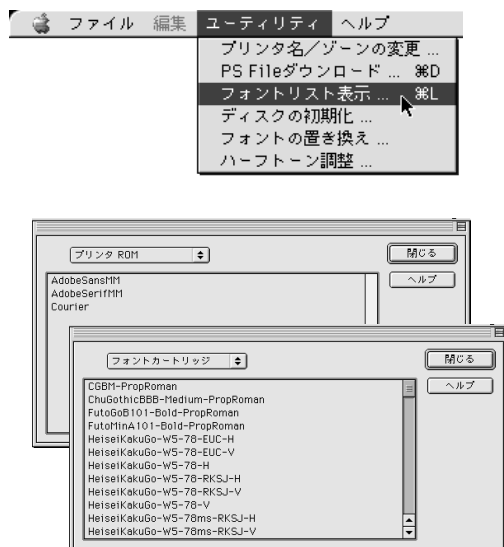 ファイル 編集 ユーティリティ ヘルプ
プリンタ名／ゾーンの変更 ...
PS Fileダウンロード ... ⌘D
フォントリスト表示 ... ⌘L
ディスクの初期化 ...
フォントの置き換え ...
ハーフトーン調整 ...
プリンタ ROM
閉じる
ヘルプ
AdobeSansMM
AdobeSerifMM
Courier
フォントカートリッジ
閉じる
ヘルプ
CGBM-PropRoman
ChuGothicBBB-Medium-PropRoman
FutoGoB101-Bold-PropRoman
FutoMinA101-Bold-PropRoman
HeiseiKakuGo-W5-78-EUC-H
HeiseiKakuGo-W5-78-EUC-V
HeiseiKakuGo-W5-78-H
HeiseiKakuGo-W5-78-RKSJ-H
HeiseiKakuGo-W5-78-RKSJ-V
HeiseiKakuGo-W5-78-V
HeiseiKakuGo-W5-78ms-RKSJ-H
HeiseiKakuGo-W5-78ms-RKSJ-V